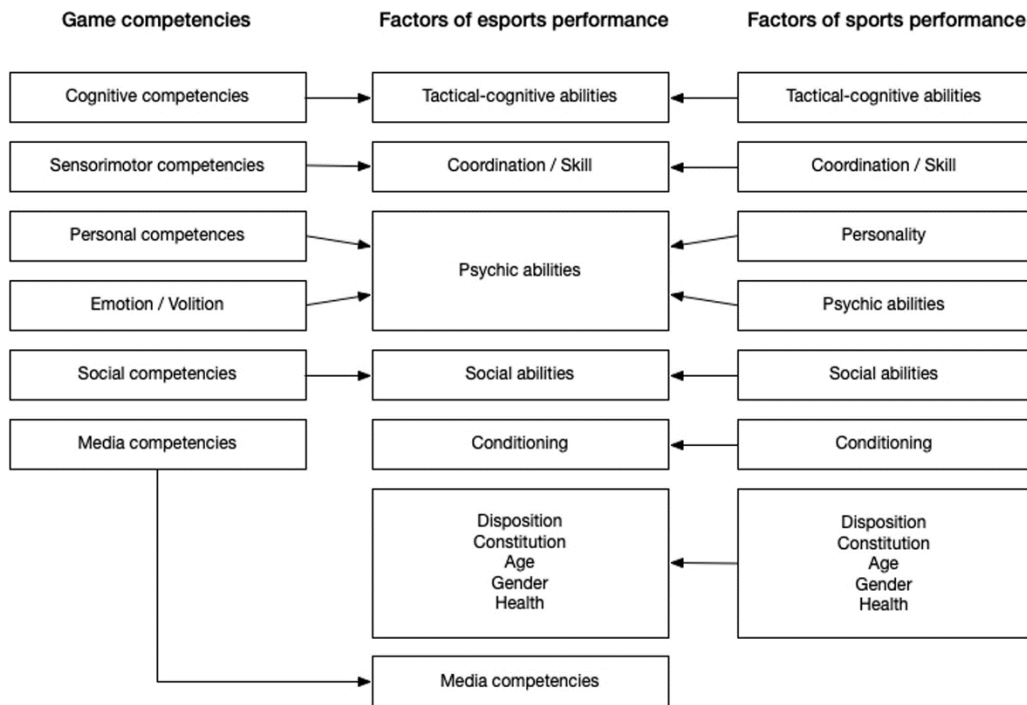 Game competencies
Factors of esports performance
Factors of sports performance
Cognitive competencies
Tactical-cognitive abilities
Tactical-cognitive abilities
Sensorimotor competencies
Coordination / Skill
Coordination / Skill
Personal competences
Psychic abilities
Personality
Emotion / Volition
Psychic abilities
Social competencies
Social abilities
Social abilities
Media competencies
Conditioning
Conditioning
Disposition
Constitution
Age
Gender
Health
Disposition
Constitution
Age
Gender
Health
Media competencies